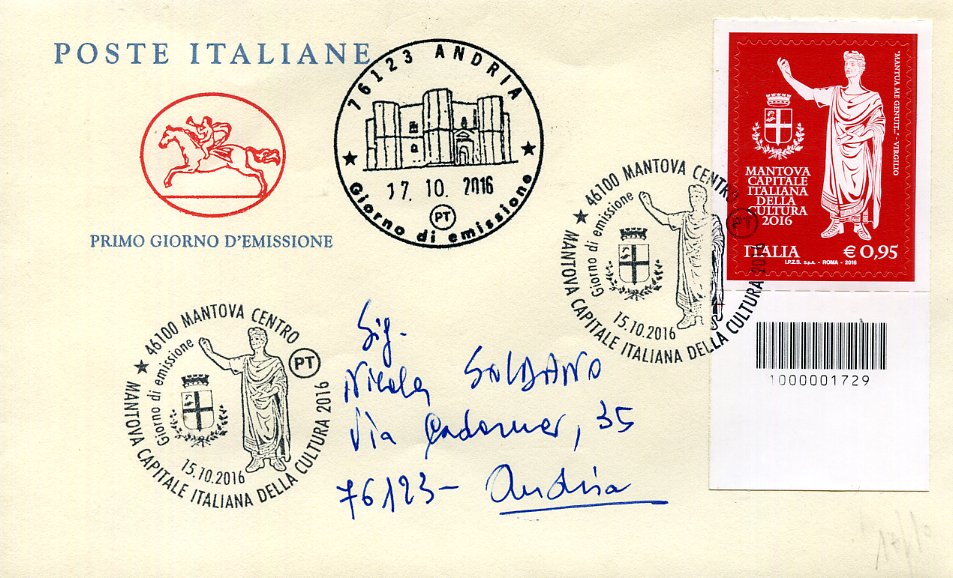 POSTE ITALIANE
PRIMO GIORNO D'EMISSIONE
76123 ANDRIA
17. 10. 2016
Giorno di emissione
PT
46100 MANTOVA CENTRO
Giorno di emissione
PT
15.10.2016
MANTOVA CAPITALE ITALIANA DELLA CULTURA 2016
"MANTUA ME GENUIT..." - VIRGILIO
MANTOVA
CAPITALE
ITALIANA
DELLA
CULTURA
2016
ITALIA € 0,95
I.P.Z.S. S.p.A. - ROMA - 2016
1000001729
46100 MANTOVA CENTRO
Giorno di emissione
PT
15.10.2016
MANTOVA CAPITALE ITALIANA DELLA CULTURA 2016
Sig.
Nicola SOLDANO
Via Cadorna, 35
76123 - Andria